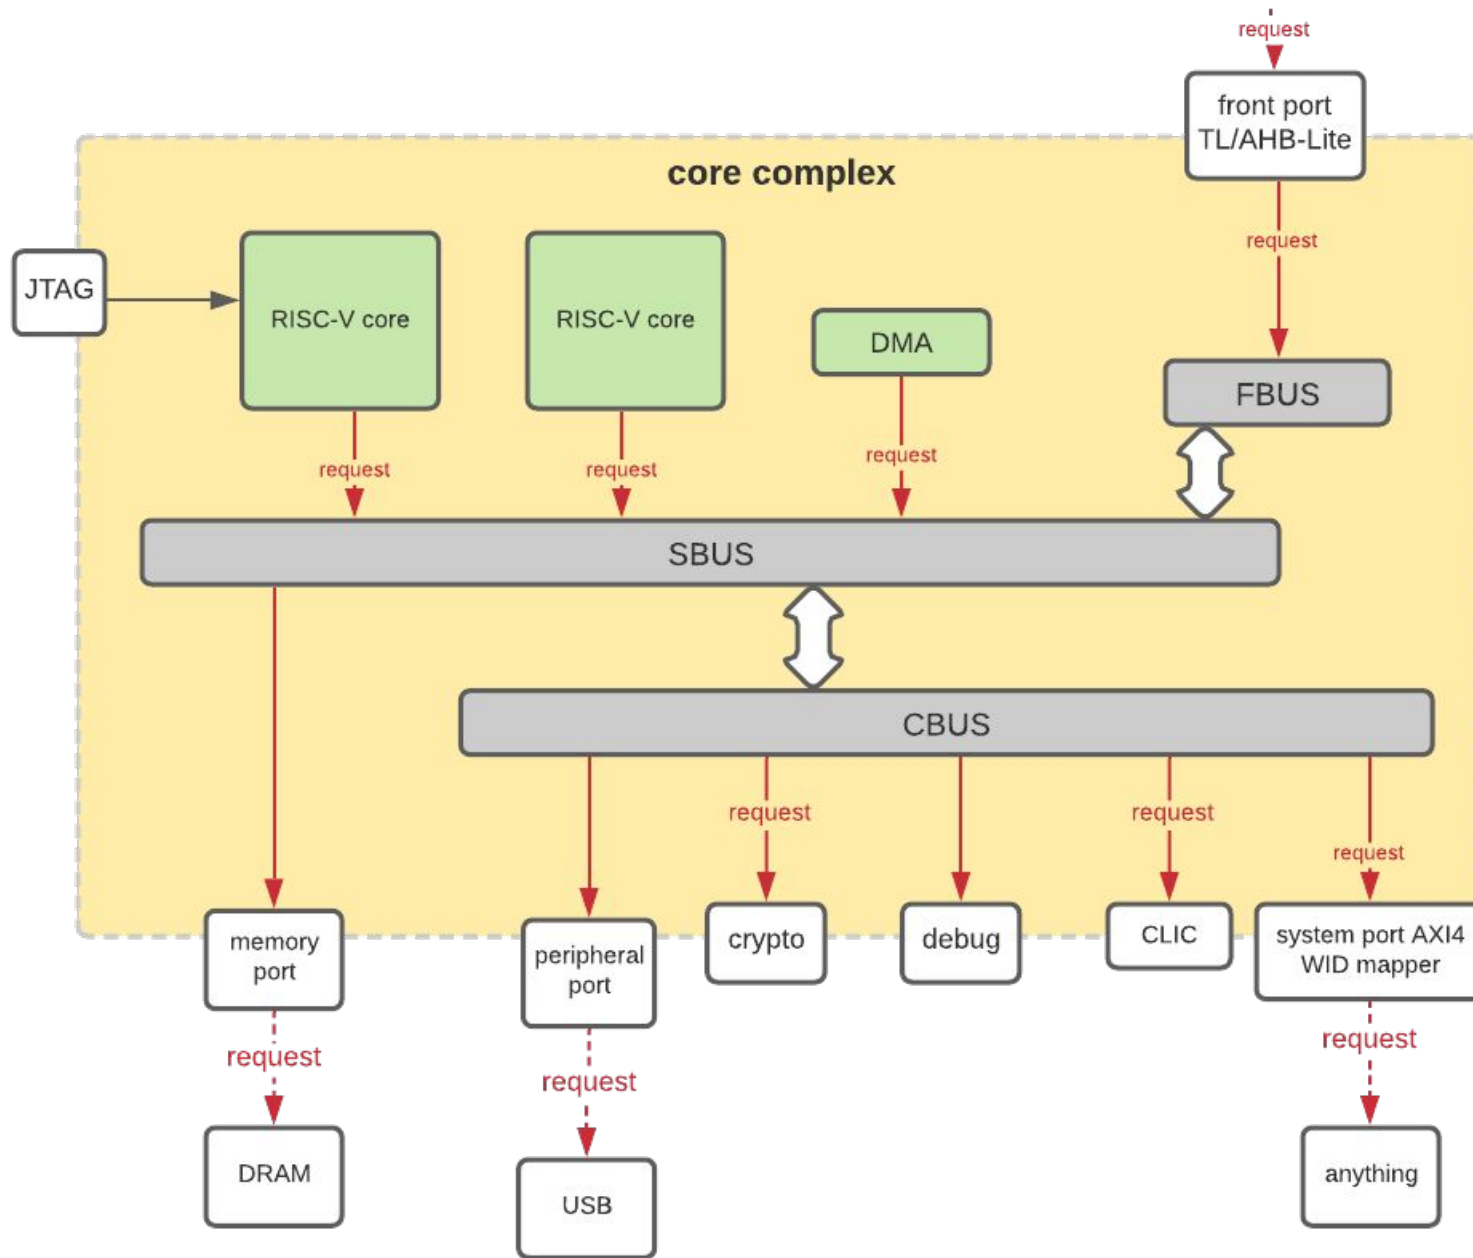 request
front port
TL/AHB-Lite
core complex
request
JTAG
RISC-V core
RISC-V core
DMA
FBUS
request
request
request
SBUS
CBUS
request
request
request
memory
port
peripheral
port
crypto
debug
CLIC
system port AXI4
WID mapper
request
request
request
DRAM
USB
anything